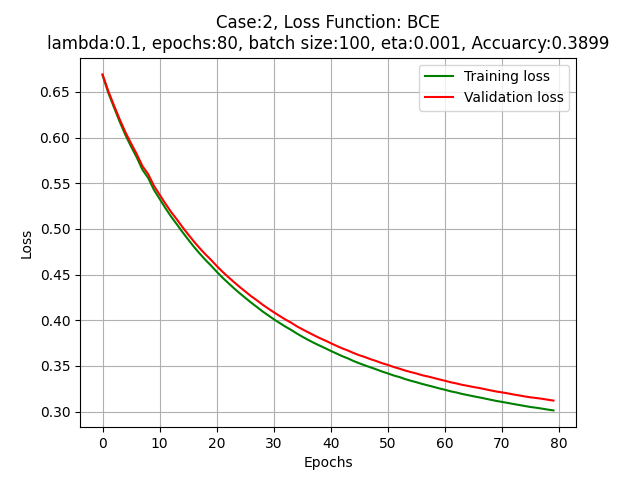 Case:2, Loss Function: BCE
lambda:0.1, epochs:80, batch size:100, eta:0.001, Accuarcy:0.3899
Training loss
Validation loss
Loss
0.65
0.60
0.55
0.50
0.45
0.40
0.35
0.30
0 10 20 30 40 50 60 70 80
Epochs